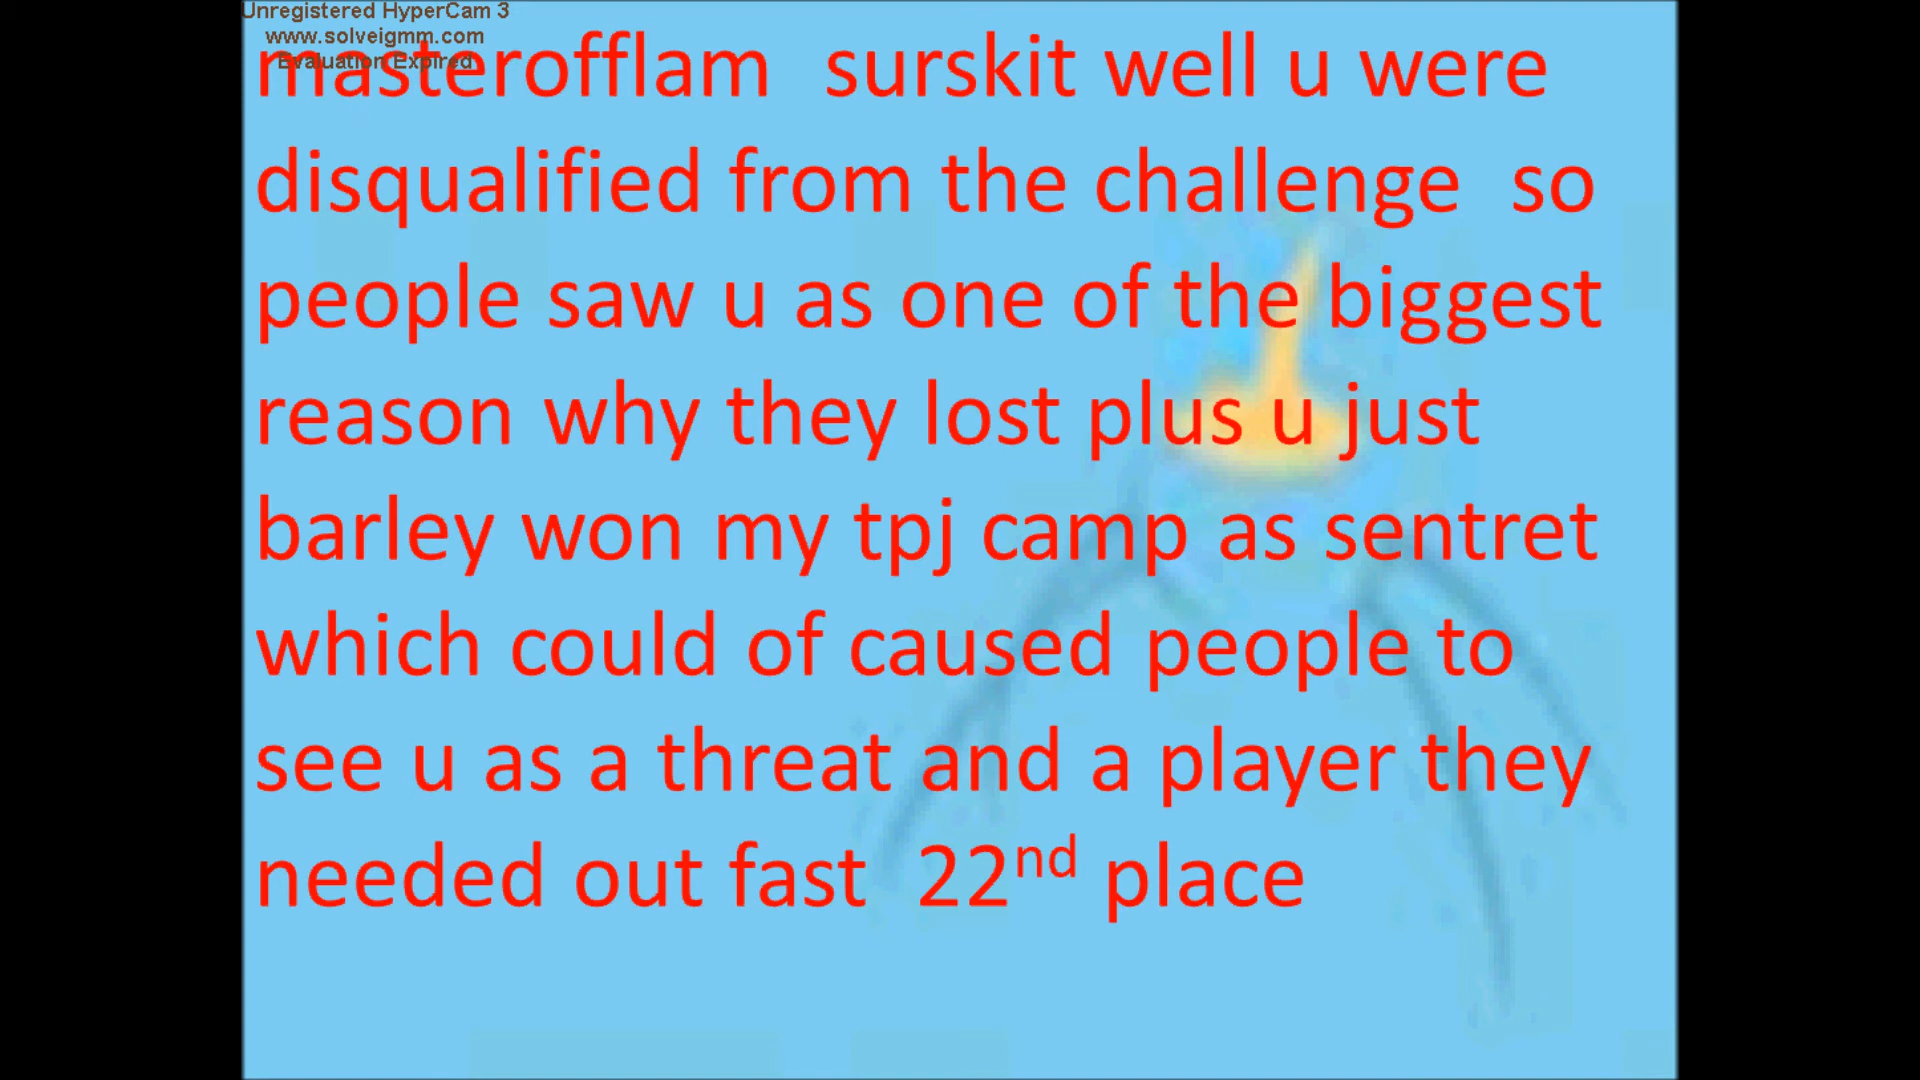 Unregistered HyperCam 3
www.solveigmm.com
Evaluation Expired
masterofflam surskit well u were
disqualified from the challenge so
people saw u as one of the biggest
reason why they lost plus u just
barley won my tpj camp as sentret
which could of caused people to
see u as a threat and a player they
needed out fast 22nd place